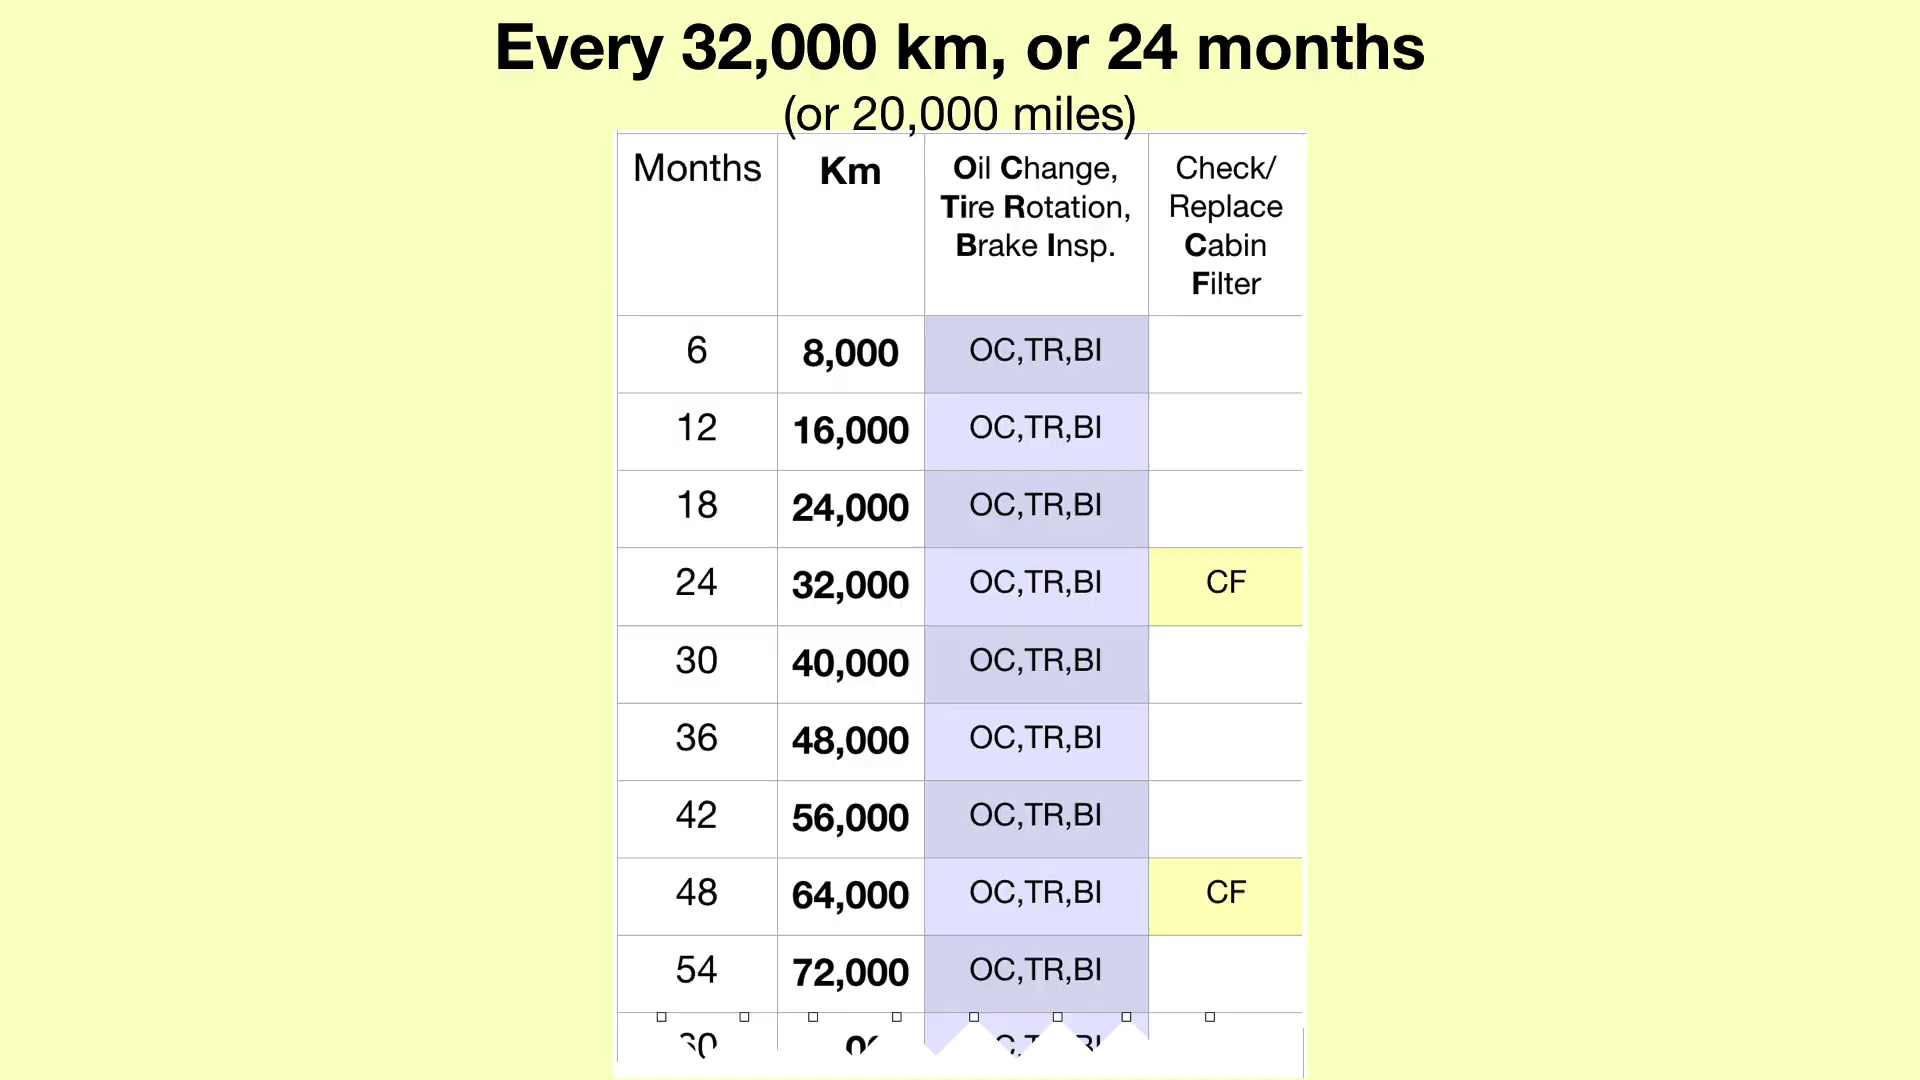 Every 32,000 km, or 24 months
(or 20,000 miles)
Months Km Oil Change, Tire Rotation, Brake Insp. Check/ Replace Cabin Filter
6 8,000 OC,TR,BI
12 16,000 OC,TR,BI
18 24,000 OC,TR,BI
24 32,000 OC,TR,BI CF
30 40,000 OC,TR,BI
36 48,000 OC,TR,BI
42 56,000 OC,TR,BI
48 64,000 OC,TR,BI CF
54 72,000 OC,TR,BI